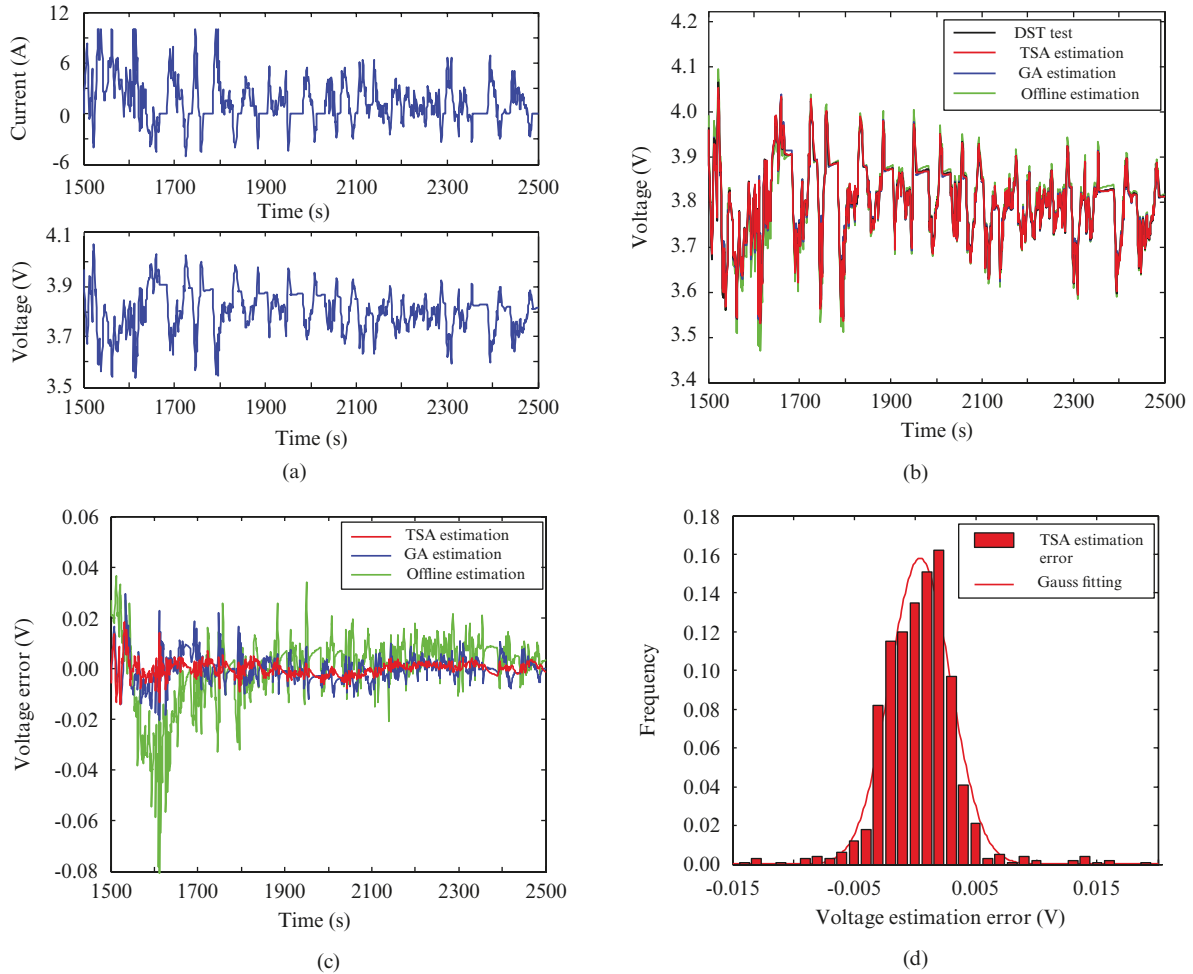 12
6
0
-6
Current (A)
1500 1700 1900 2100 2300 2500
Time (s)
4.1
3.9
3.7
3.5
Voltage (V)
1500 1700 1900 2100 2300 2500
Time (s)
(a)
4.2
4.1
4.0
3.9
3.8
3.7
3.6
3.5
3.4
Voltage (V)
DST test
TSA estimation
GA estimation
Offline estimation
1500 1700 1900 2100 2300 2500
Time (s)
(b)
0.06
0.04
0.02
0.00
-0.02
-0.04
-0.06
-0.08
Voltage error (V)
TSA estimation
GA estimation
Offline estimation
1500 1700 1900 2100 2300 2500
Time (s)
(c)
0.18
0.16
0.14
0.12
0.10
0.08
0.06
0.04
0.02
0.00
Frequency
TSA estimation
error
Gauss fitting
-0.015 -0.005 0.005 0.015
Voltage estimation error (V)
(d)